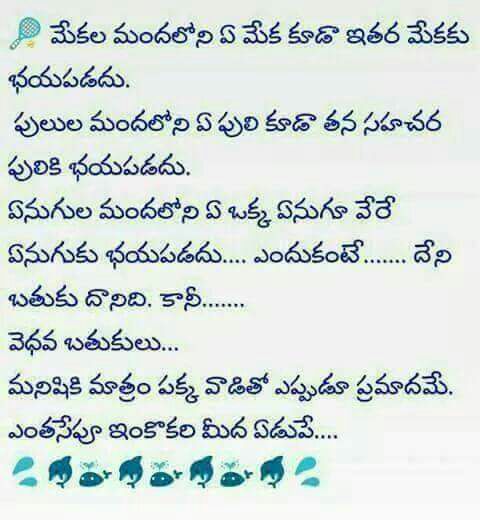 🎾 మేకల మందలోని ఏ మేక కూడా ఇతర మేకకు
భయపడదు.
పులుల మందలోని ఏ పులి కూడా తన సహచర
పులికి భయపడదు.
ఏనుగుల మందలోని ఏ ఒక్క ఏనుగూ వేరే
ఏనుగుకు భయపడదు.... ఎందుకంటే....... దేని
బతుకు దానిది. కానీ.......
వెధవ బతుకులు...
మనిషికి మాత్రం పక్క వాడితో ఎప్పుడూ ప్రమాదమే.
ఎంతసేపూ ఇంకొకరి మీద ఏడుపే....
💦🐬🐳🐬🐳🐬🐳🐬💦